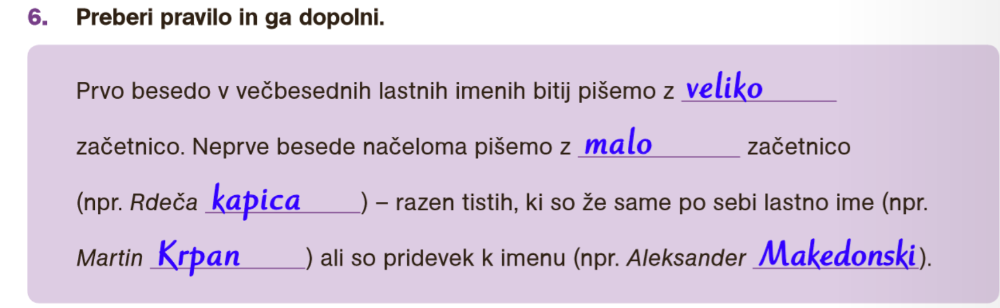 6. Preberi pravilo in ga dopolni.
Prvo besedo v večbesednih lastnih imenih bitij pišemo z veliko
začetnico. Neprve besede načeloma pišemo z malo začetnico
(npr. Rdeča kapica) – razen tistih, ki so že same po sebi lastno ime (npr.
Martin Krpan) ali so pridevek k imenu (npr. Aleksander Makedonski).